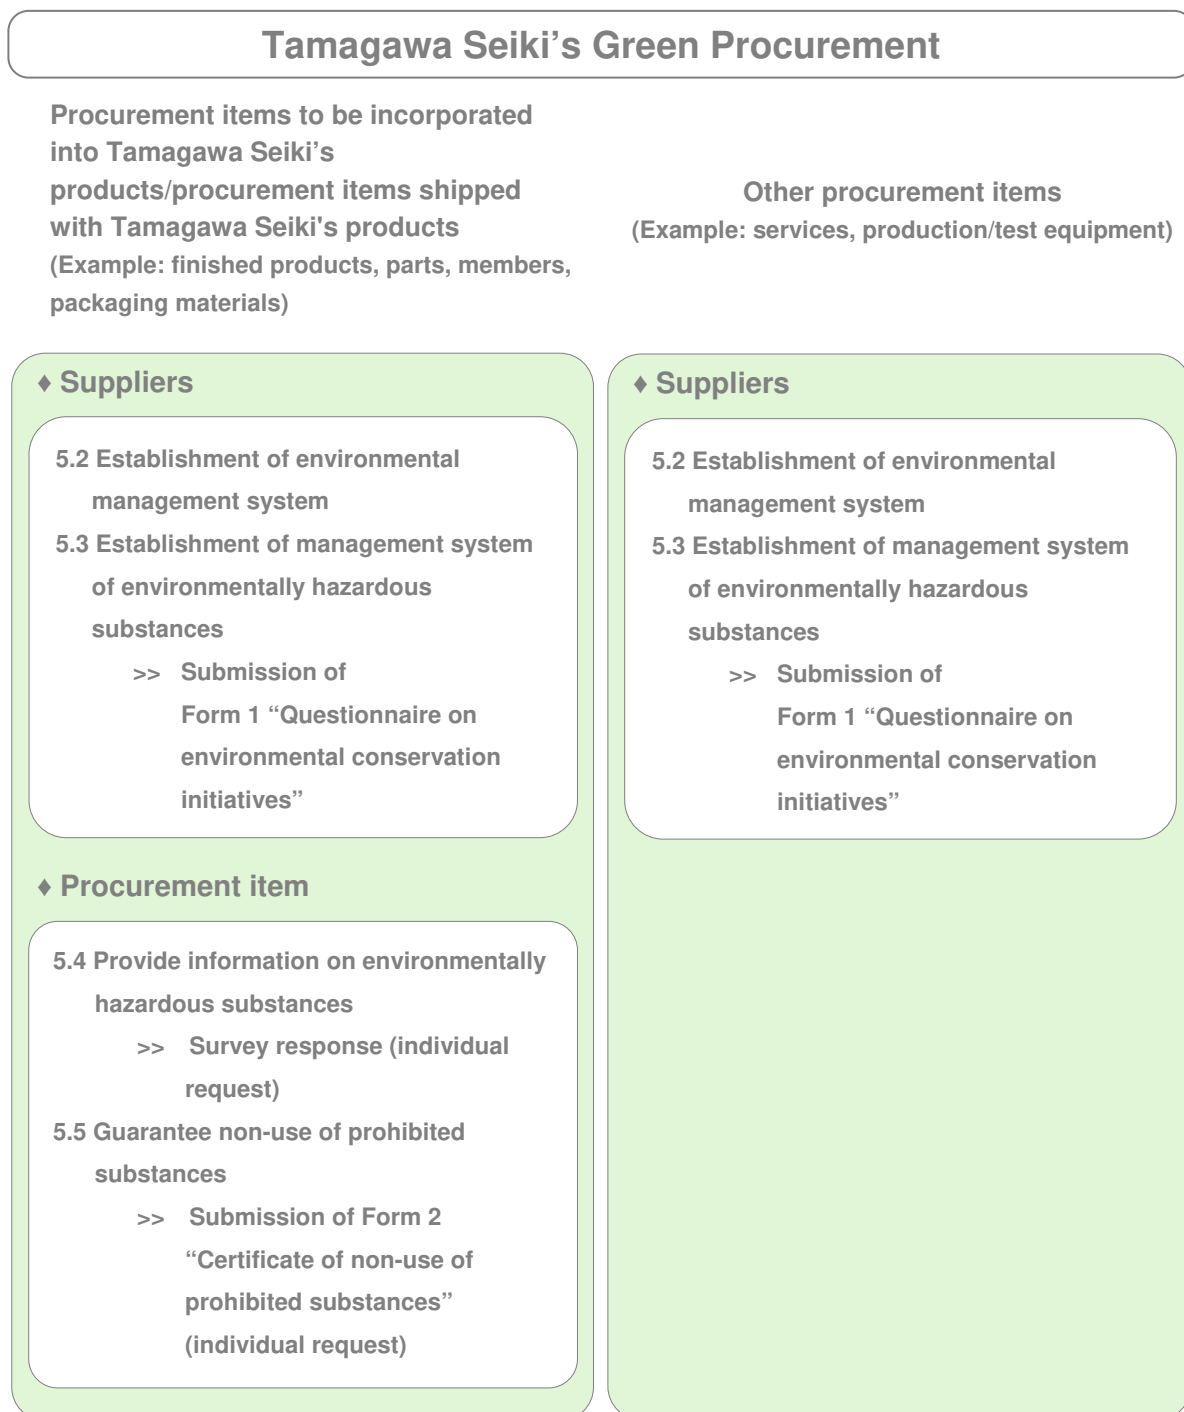 Tamagawa Seiki’s Green Procurement
Procurement items to be incorporated
into Tamagawa Seiki’s
products/procurement items shipped
with Tamagawa Seiki's products
(Example: finished products, parts, members,
packaging materials)
Other procurement items
(Example: services, production/test equipment)
♦ Suppliers
5.2 Establishment of environmental
management system
5.3 Establishment of management system
of environmentally hazardous
substances
>> Submission of
Form 1 “Questionnaire on
environmental conservation
initiatives”
♦ Procurement item
5.4 Provide information on environmentally
hazardous substances
>> Survey response (individual
request)
5.5 Guarantee non-use of prohibited
substances
>> Submission of Form 2
“Certificate of non-use of
prohibited substances”
(individual request)
♦ Suppliers
5.2 Establishment of environmental
management system
5.3 Establishment of management system
of environmentally hazardous
substances
>> Submission of
Form 1 “Questionnaire on
environmental conservation
initiatives”